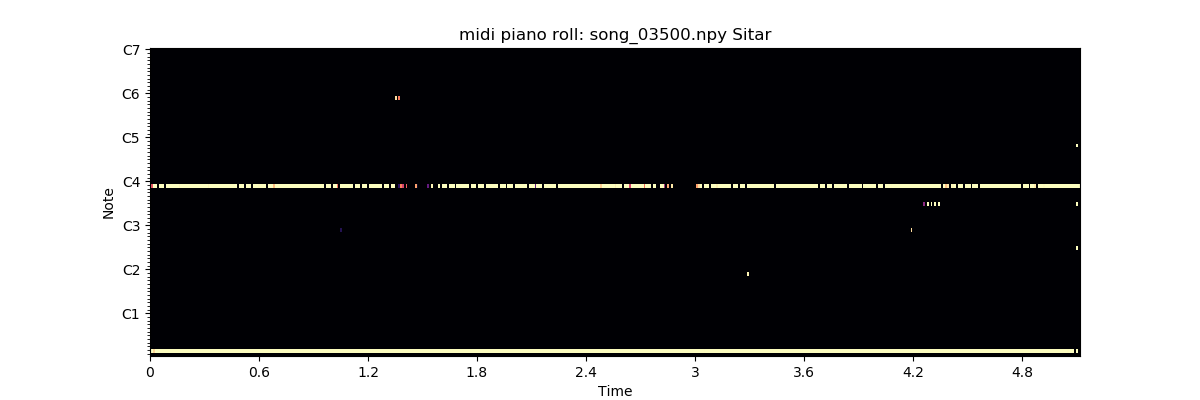 midi piano roll: song_03500.npy Sitar
C7
C6
C5
C4
C3
C2
C1
Note
0 0.6 1.2 1.8 2.4 3 3.6 4.2 4.8
Time